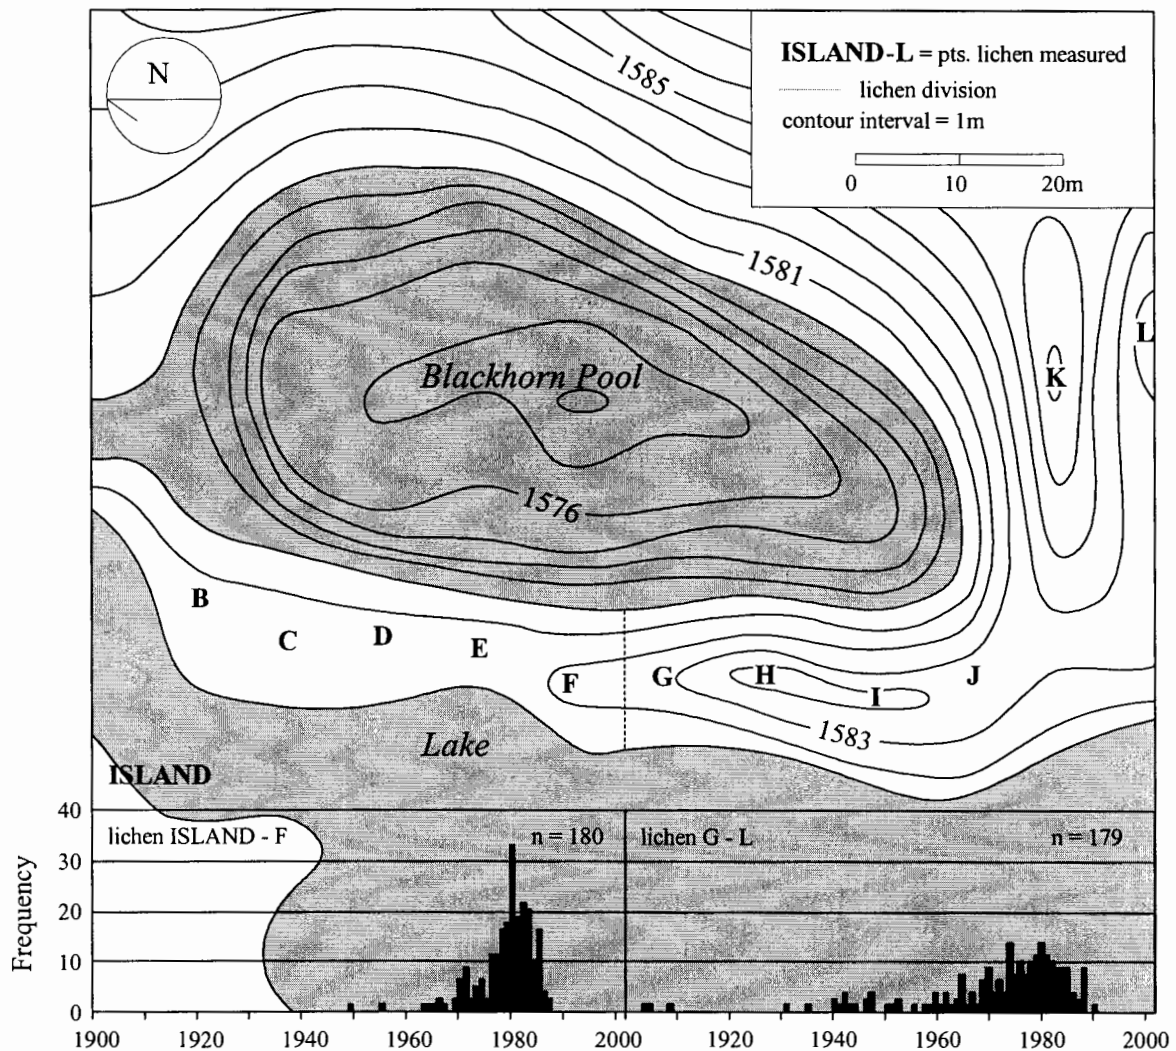 N
1585
ISLAND-L = pts. lichen measured
lichen division
contour interval = 1m
0 10 20m
1581
L
K
Blackhorn Pool
1576
B
C D E
F G H I J
1583
Lake
ISLAND
40
lichen ISLAND - F n = 180 lichen G - L n = 179
30
20
10
0
Frequency
1900 1920 1940 1960 1980 2000 1920 1940 1960 1980 2000